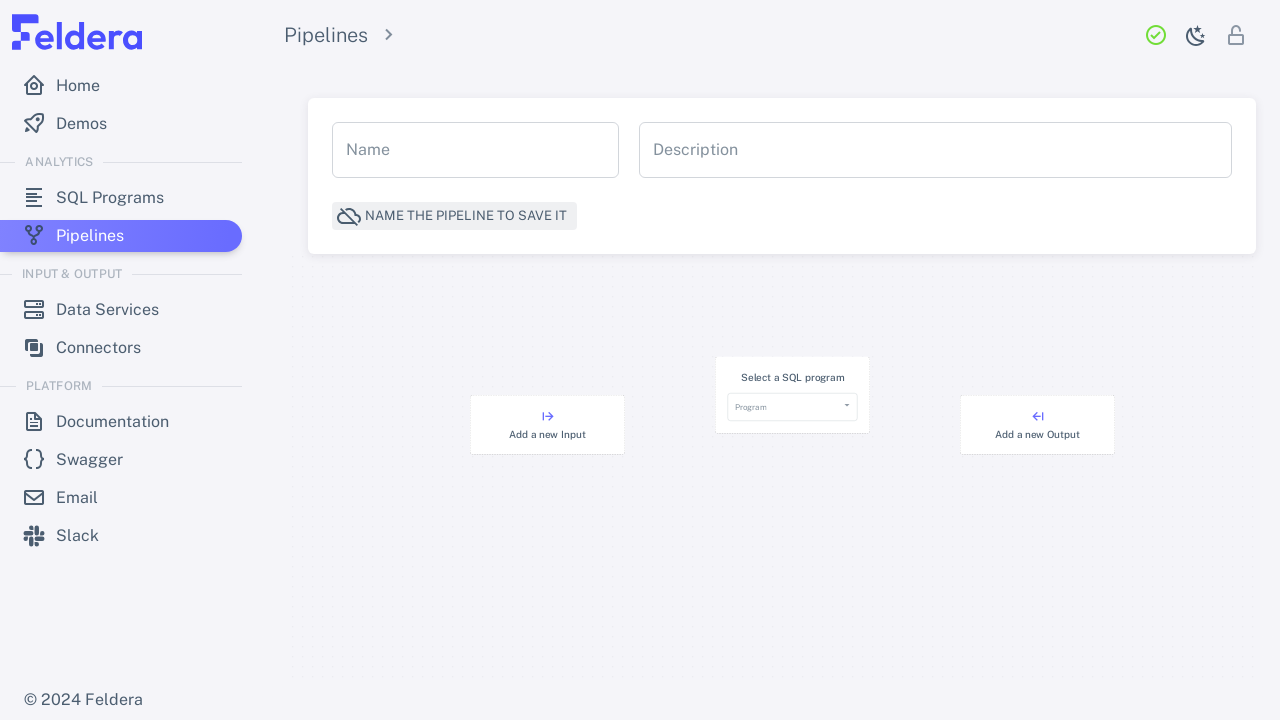 Feldera
Home
Demos
ANALYTICS
SQL Programs
Pipelines
INPUT & OUTPUT
Data Services
Connectors
PLATFORM
Documentation
Swagger
Email
Slack
© 2024 Feldera
Pipelines
Name
Description
NAME THE PIPELINE TO SAVE IT
Add a new Input
Select a SQL program
Program
Add a new Output